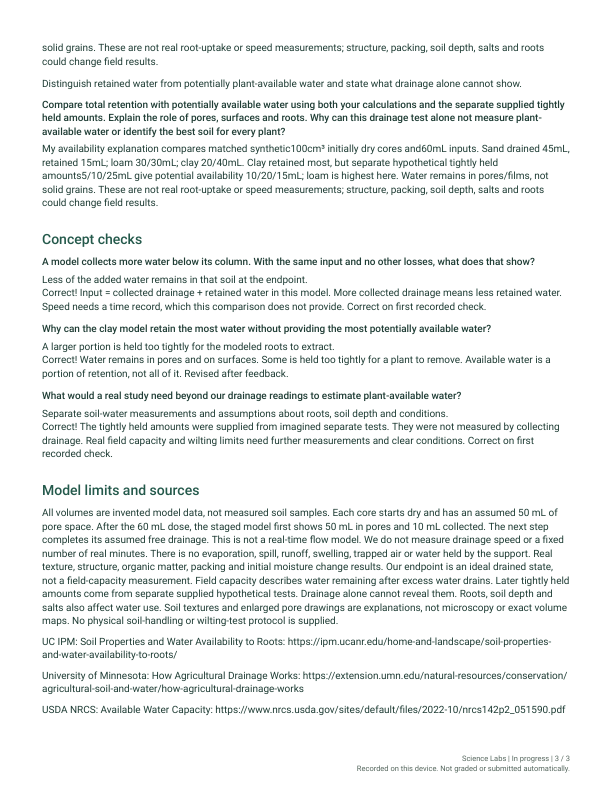 solid grains. These are not real root-uptake or speed measurements; structure, packing, soil depth, salts and roots
could change field results.
Distinguish retained water from potentially plant-available water and state what drainage alone cannot show.
Compare total retention with potentially available water using both your calculations and the separate supplied tightly
held amounts. Explain the role of pores, surfaces and roots. Why can this drainage test alone not measure plant-
available water or identify the best soil for every plant?
My availability explanation compares matched synthetic100cm³ initially dry cores and60mL inputs. Sand drained 45mL,
retained 15mL; loam 30/30mL; clay 20/40mL. Clay retained most, but separate hypothetical tightly held
amounts5/10/25mL give potential availability 10/20/15mL; loam is highest here. Water remains in pores/films, not
solid grains. These are not real root-uptake or speed measurements; structure, packing, soil depth, salts and roots
could change field results.
Concept checks
A model collects more water below its column. With the same input and no other losses, what does that show?
Less of the added water remains in that soil at the endpoint.
Correct! Input = collected drainage + retained water in this model. More collected drainage means less retained water.
Speed needs a time record, which this comparison does not provide. Correct on first recorded check.
Why can the clay model retain the most water without providing the most potentially available water?
A larger portion is held too tightly for the modeled roots to extract.
Correct! Water remains in pores and on surfaces. Some is held too tightly for a plant to remove. Available water is a
portion of retention, not all of it. Revised after feedback.
What would a real study need beyond our drainage readings to estimate plant-available water?
Separate soil-water measurements and assumptions about roots, soil depth and conditions.
Correct! The tightly held amounts were supplied from imagined separate tests. They were not measured by collecting
drainage. Real field capacity and wilting limits need further measurements and clear conditions. Correct on first
recorded check.
Model limits and sources
All volumes are invented model data, not measured soil samples. Each core starts dry and has an assumed 50 mL of
pore space. After the 60 mL dose, the staged model first shows 50 mL in pores and 10 mL collected. The next step
completes its assumed free drainage. This is not a real-time flow model. We do not measure drainage speed or a fixed
number of real minutes. There is no evaporation, spill, runoff, swelling, trapped air or water held by the support. Real
texture, structure, organic matter, packing and initial moisture change results. Our endpoint is an ideal drained state,
not a field-capacity measurement. Field capacity describes water remaining after excess water drains. Later tightly held
amounts come from separate supplied hypothetical tests. Drainage alone cannot reveal them. Roots, soil depth and
salts also affect water use. Soil textures and enlarged pore drawings are explanations, not microscopy or exact volume
maps. No physical soil-handling or wilting-test protocol is supplied.
UC IPM: Soil Properties and Water Availability to Roots: https://ipm.ucanr.edu/home-and-landscape/soil-properties-
and-water-availability-to-roots/
University of Minnesota: How Agricultural Drainage Works: https://extension.umn.edu/natural-resources/conservation/
agricultural-soil-and-water/how-agricultural-drainage-works
USDA NRCS: Available Water Capacity: https://www.nrcs.usda.gov/sites/default/files/2022-10/nrcs142p2_051590.pdf
Science Labs | In progress | 3 / 3
Recorded on this device. Not graded or submitted automatically.